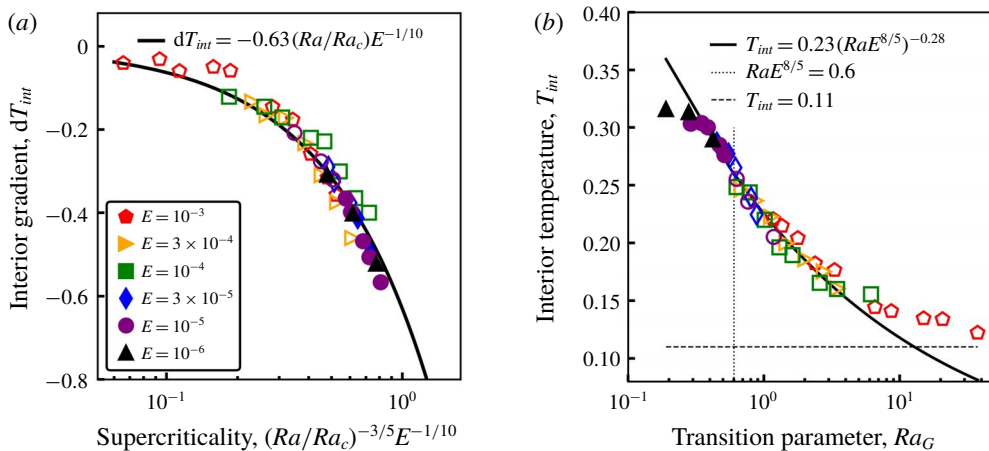 (a)
dT_int = −0.63(Ra/Ra_c)E^{−1/10}
0
−0.2
−0.4
−0.6
−0.8
Interior gradient, dT_int
E = 10^{−3}
E = 3 × 10^{−4}
E = 10^{−4}
E = 3 × 10^{−5}
E = 10^{−5}
E = 10^{−6}
10^{−1}
10^{0}
Supercriticality, (Ra/Ra_c)^{−3/5}E^{−1/10}
(b)
T_int = 0.23(RaE^{8/5})^{−0.28}
RaE^{8/5} = 0.6
T_int = 0.11
0.40
0.35
0.30
0.25
0.20
0.15
0.10
Interior temperature, T_int
10^{−1}
10^{0}
10^{1}
Transition parameter, Ra_G